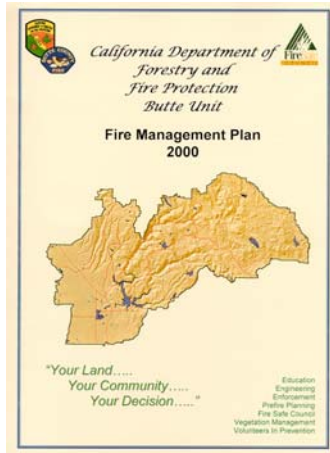 California Department of
Forestry and
Fire Protection
Butte Unit
Fire Management Plan
2000
"Your Land.....
Your Community.....
Your Decision....."
Education
Engineering
Enforcement
Prefire Planning
Fire Safe Council
Vegetation Management
Volunteers In Prevention